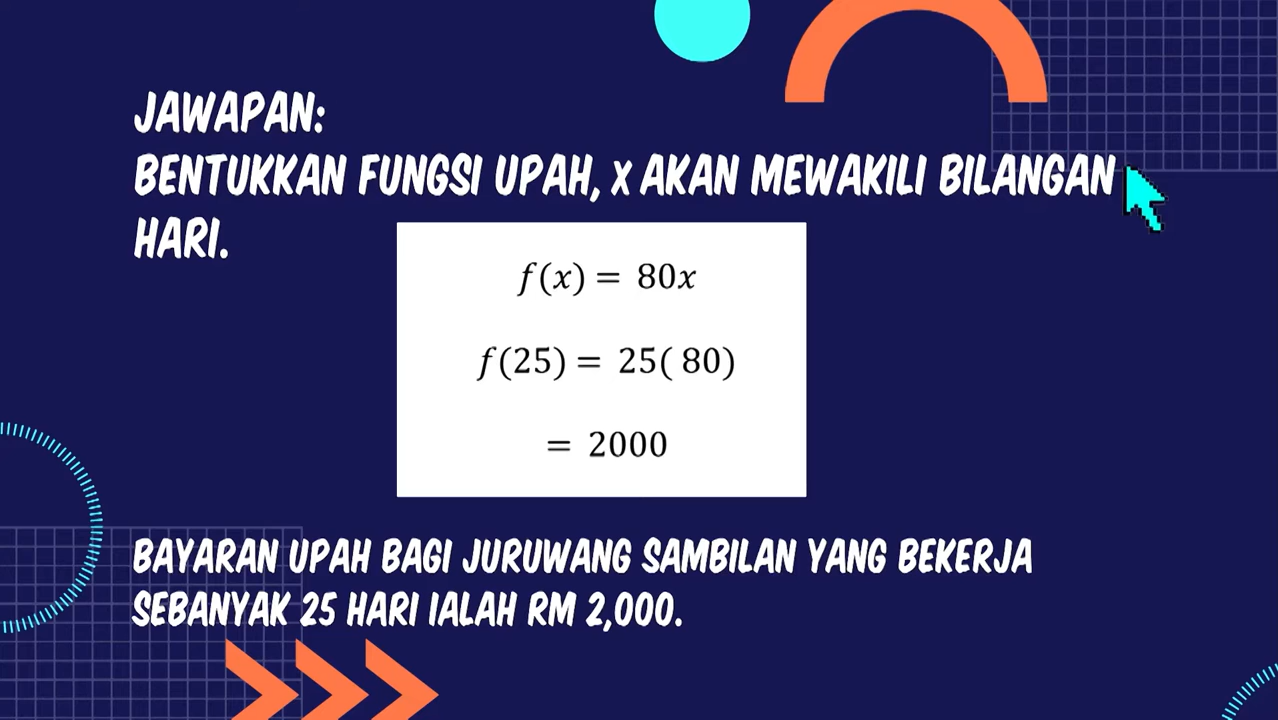 JAWAPAN:
BENTUKKAN FUNGSI UPAH, X AKAN MEWAKILI BILANGAN
HARI.
f(x) = 80x
f(25) = 25( 80)
= 2000
BAYARAN UPAH BAGI JURUWANG SAMBILAN YANG BEKERJA
SEBANYAK 25 HARI IALAH RM 2,000.